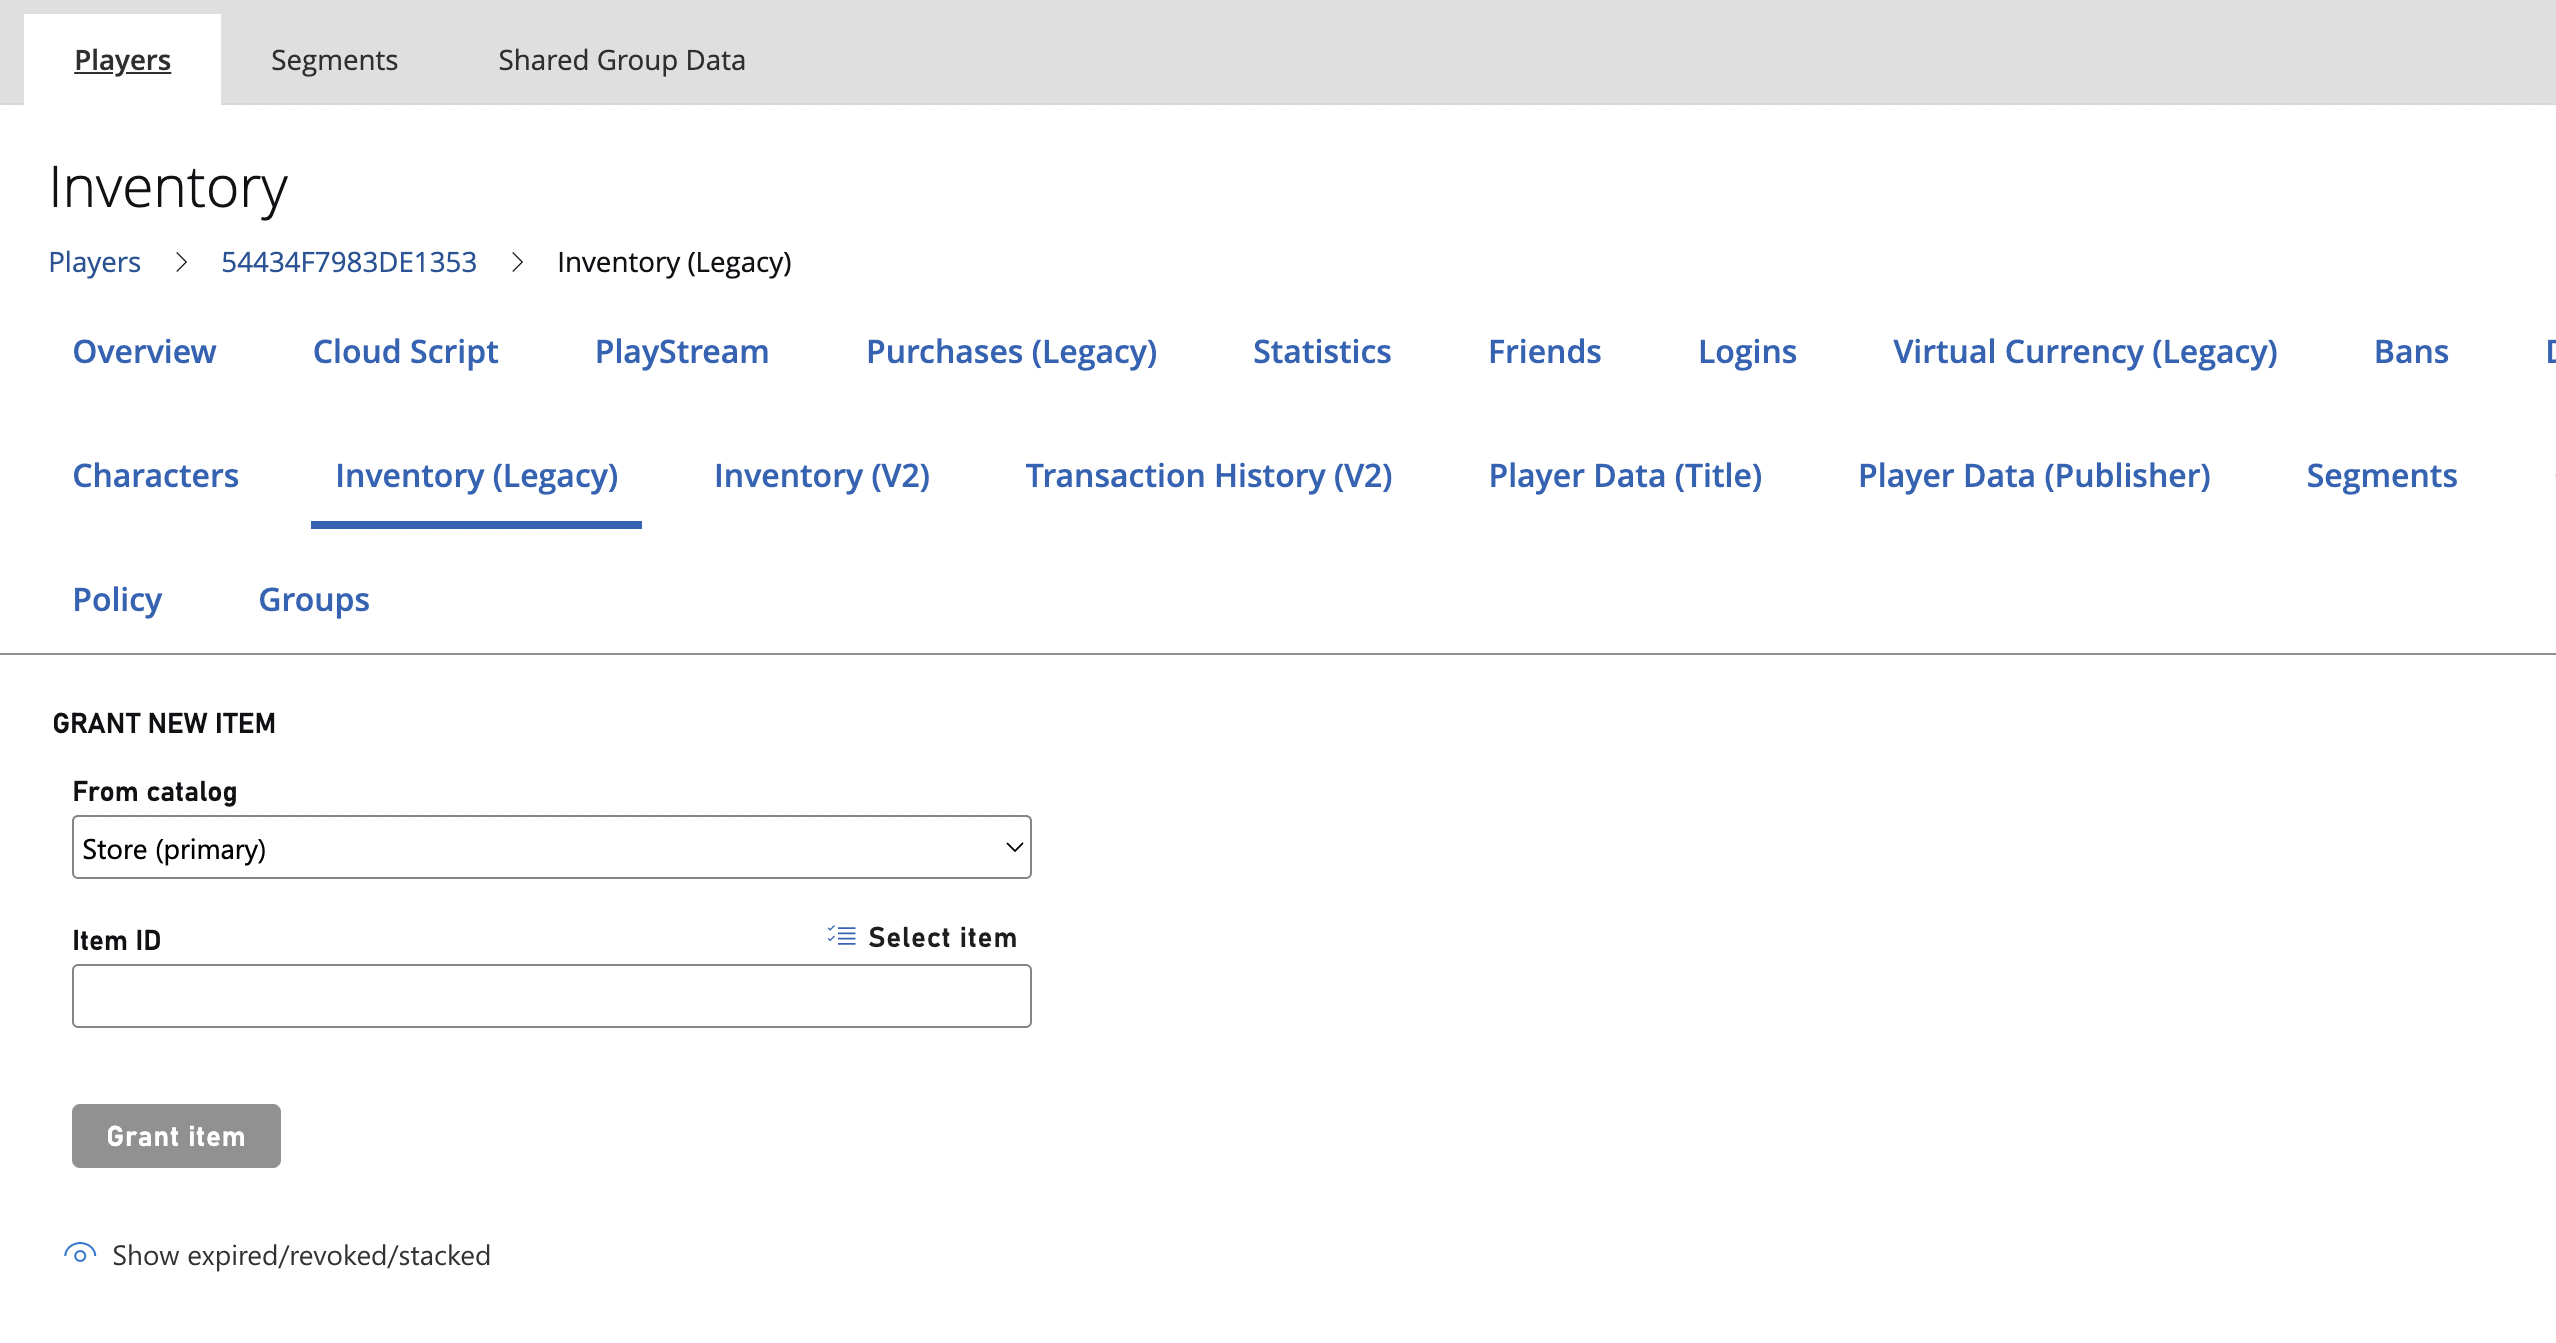 Players Segments Shared Group Data
Inventory
Players > 54434F7983DE1353 > Inventory (Legacy)
Overview Cloud Script PlayStream Purchases (Legacy) Statistics Friends Logins Virtual Currency (Legacy) Bans
Characters Inventory (Legacy) Inventory (V2) Transaction History (V2) Player Data (Title) Player Data (Publisher) Segments
Policy Groups
GRANT NEW ITEM
From catalog
Store (primary)
Item ID Select item
Grant item
Show expired/revoked/stacked